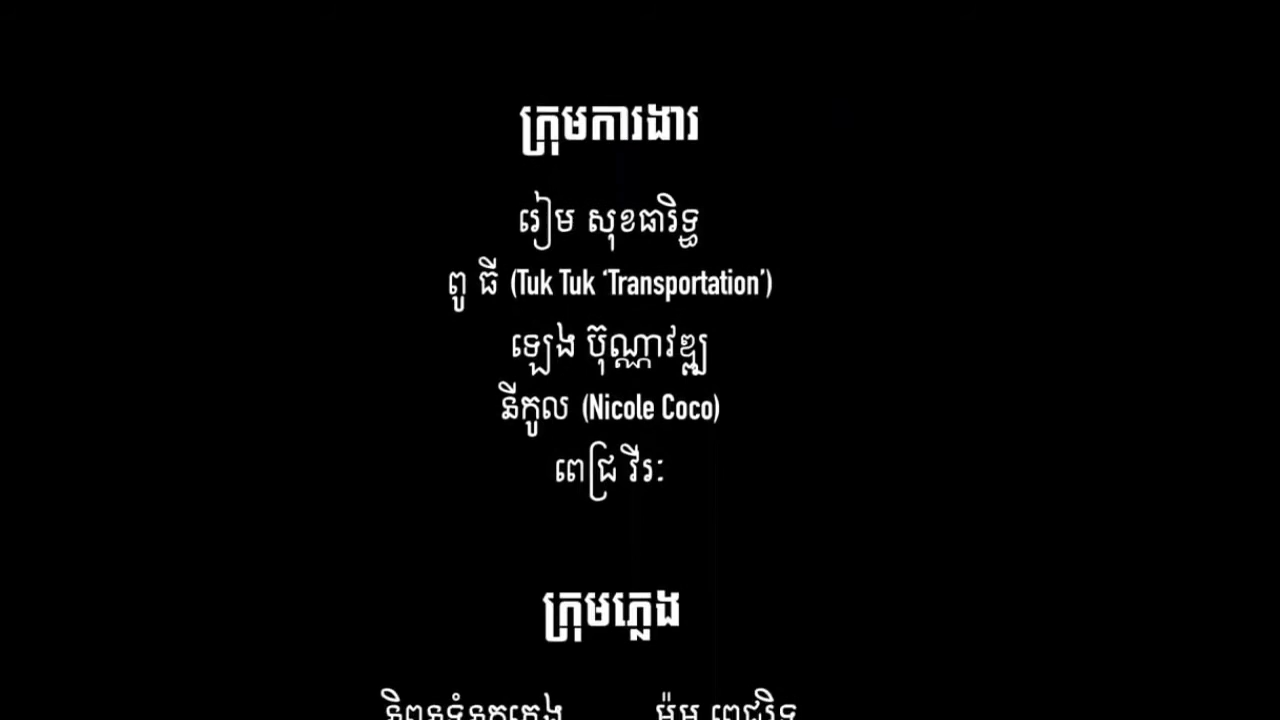 ក្រុមការងារ
រៀម សុខធារិទ្ធ
ពូ ធី (Tuk Tuk ‘Transportation’)
ឡេង ប៊ុណ្ណាវឌ្ឍ
នីកូល (Nicole Coco)
ពេជ្រ វីរៈ
ក្រុមភ្លេង